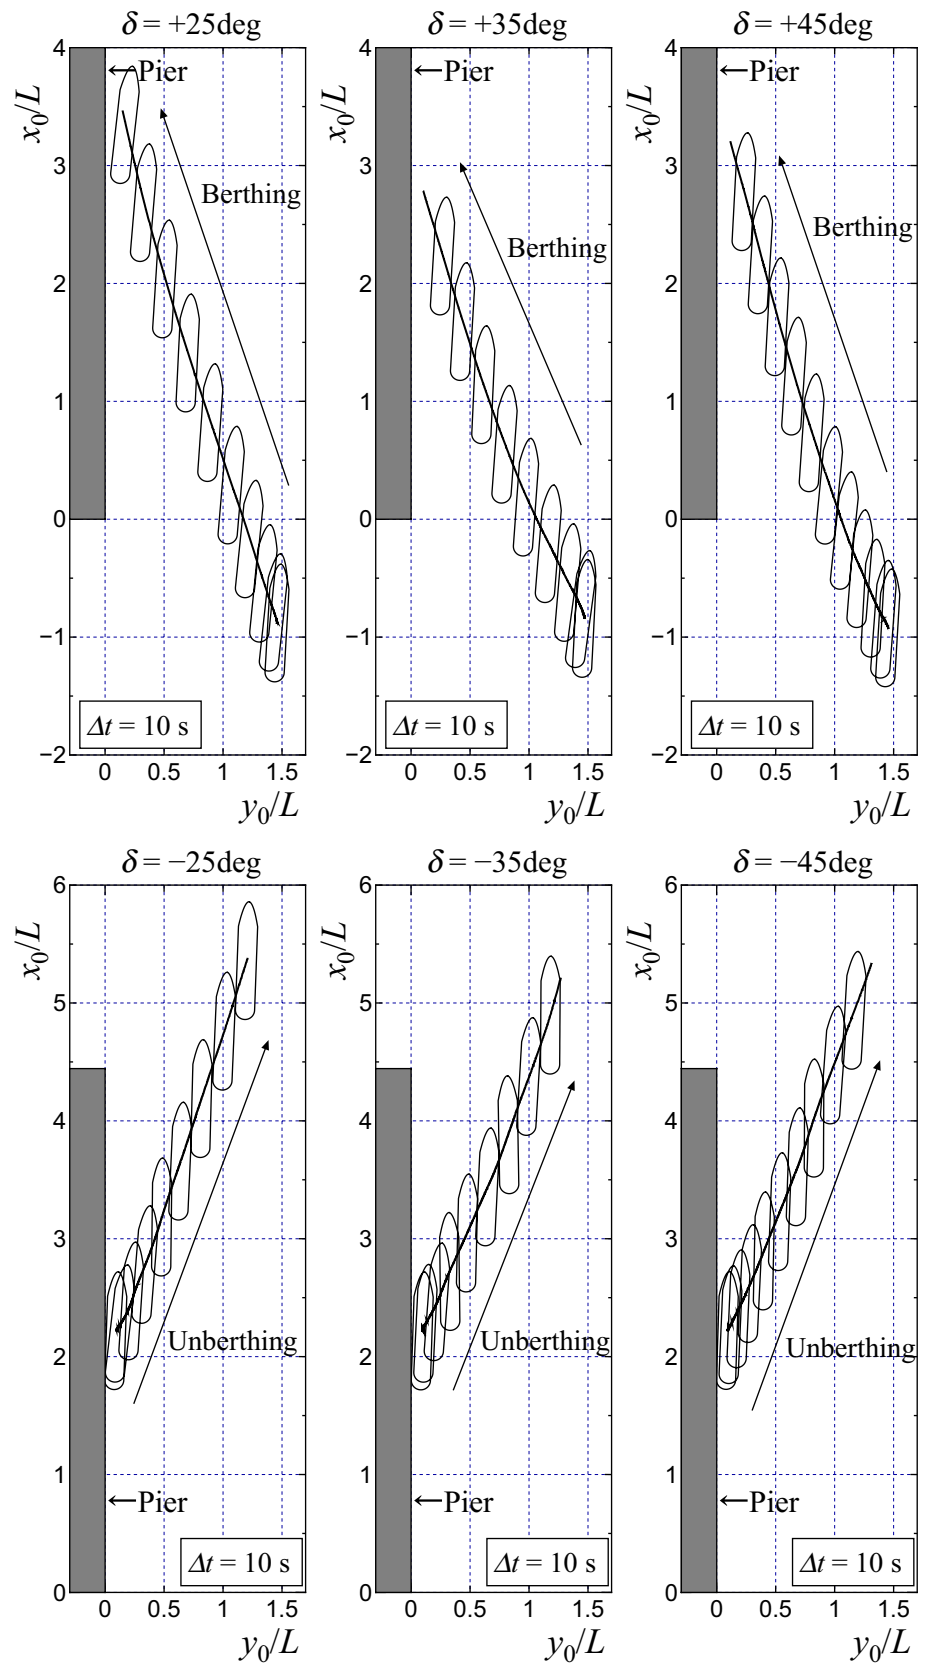 δ = +25deg
δ = +35deg
δ = +45deg
x0/L
4
3
2
1
0
−1
−2
←Pier
Berthing
Δt = 10 s
0 0.5 1 1.5
y0/L
x0/L
4
3
2
1
0
−1
−2
←Pier
Berthing
Δt = 10 s
0 0.5 1 1.5
y0/L
x0/L
4
3
2
1
0
−1
−2
←Pier
Berthing
Δt = 10 s
0 0.5 1 1.5
y0/L
δ = −25deg
δ = −35deg
δ = −45deg
x0/L
6
5
4
3
2
1
0
Unberthing
←Pier
Δt = 10 s
0 0.5 1 1.5
y0/L
x0/L
6
5
4
3
2
1
0
Unberthing
←Pier
Δt = 10 s
0 0.5 1 1.5
y0/L
x0/L
6
5
4
3
2
1
0
Unberthing
←Pier
Δt = 10 s
0 0.5 1 1.5
y0/L